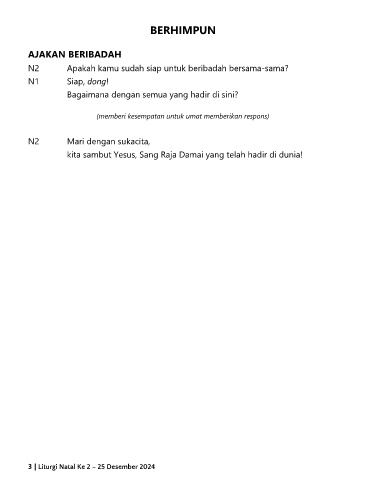 BERHIMPUN
AJAKAN BERIBADAH
N2 Apakah kamu sudah siap untuk beribadah bersama-sama?
N1 Siap, dong!
Bagaimana dengan semua yang hadir di sini?
(memberi kesempatan untuk umat memberikan respons)
N2 Mari dengan sukacita,
kita sambut Yesus, Sang Raja Damai yang telah hadir di dunia!
3 | Liturgi Natal Ke 2 – 25 Desember 2024